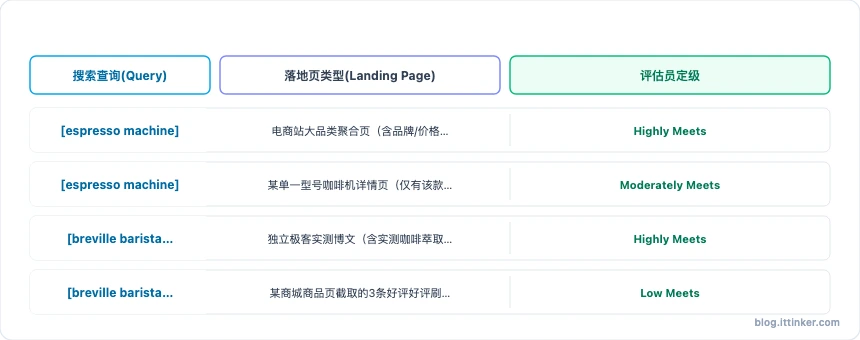 搜索查询(Query) 落地页类型(Landing Page) 评估员定级
[espresso machine] 电商站大品类聚合页（含品牌/价格... Highly Meets
[espresso machine] 某单一型号咖啡机详情页（仅有该款... Moderately Meets
[breville barista... 独立极客实测博文（含实测咖啡萃取... Highly Meets
[breville barista... 某商城商品页截取的3条好评好评刷... Low Meets
blog.ittinker.com